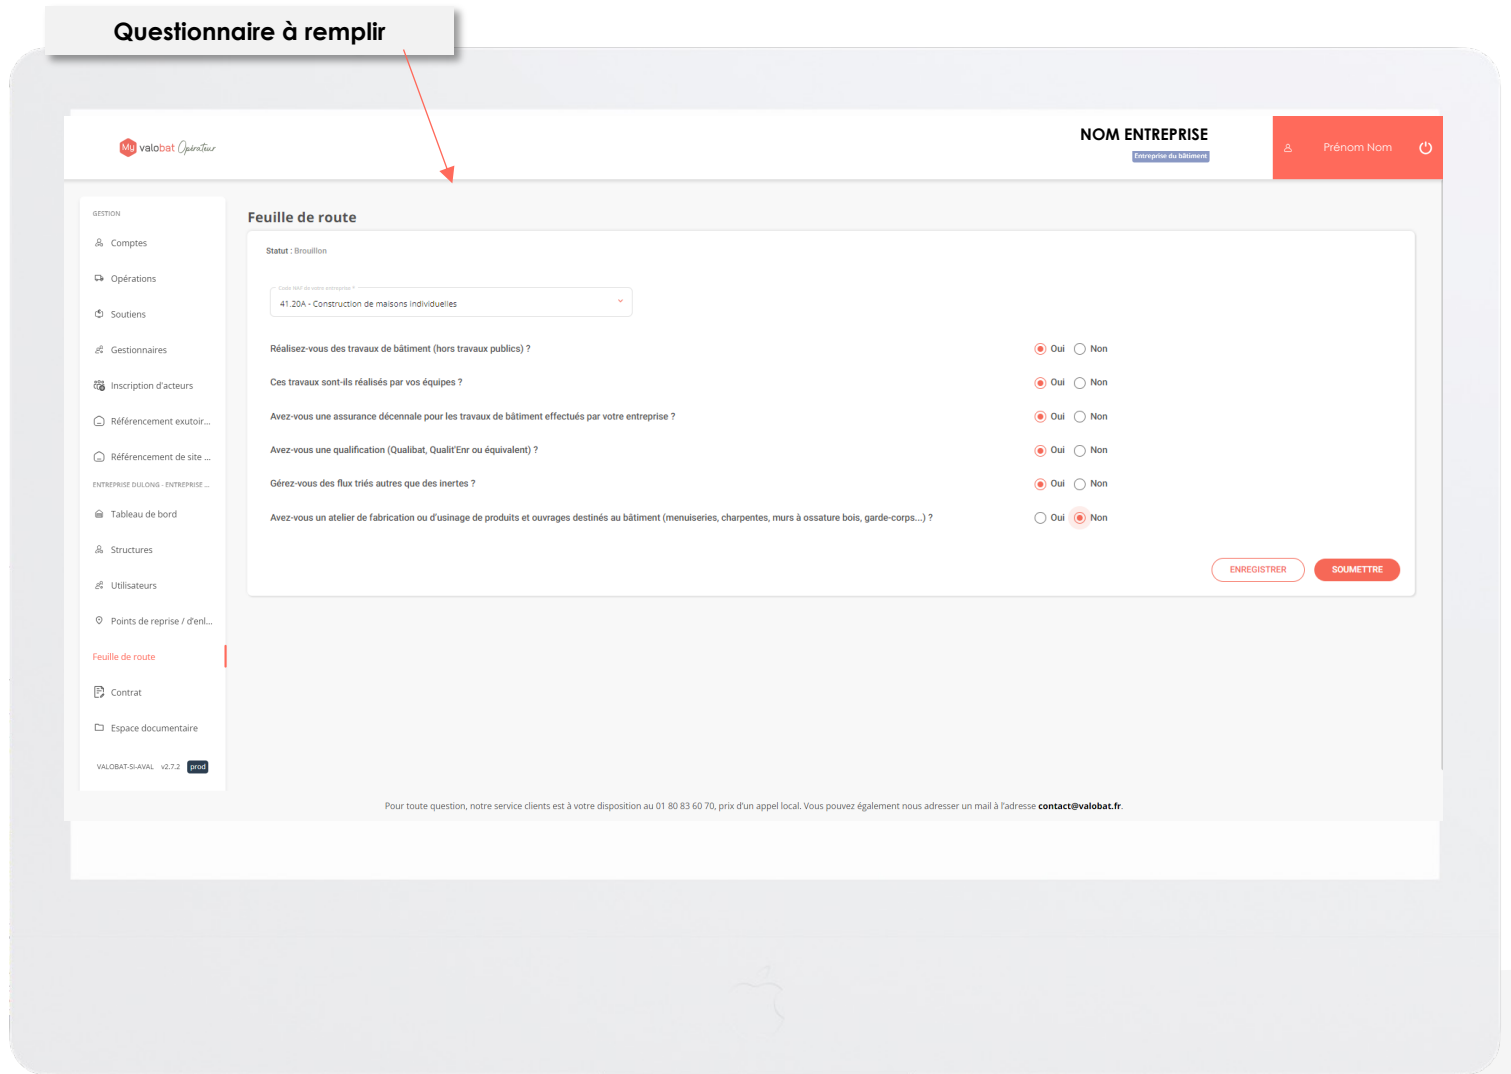 Questionnaire à remplir
My valobat Opérateur
NOM ENTREPRISE
Entreprise du bâtiment
Prénom Nom
GESTION
Comptes
Opérations
Soutiens
Gestionnaires
Inscription d'acteurs
Référencement exutoir...
Référencement de site ...
ENTREPRISE DULONG - ENTREPRISE ...
Tableau de bord
Structures
Utilisateurs
Points de reprise / d'enl...
Feuille de route
Contrat
Espace documentaire
VALOBAT-SI-AVAL v2.7.2 prod
Feuille de route
Statut : Brouillon
Code NAF de votre entreprise *
41.20A - Construction de maisons individuelles
Réalisez-vous des travaux de bâtiment (hors travaux publics) ? Oui Non
Ces travaux sont-ils réalisés par vos équipes ? Oui Non
Avez-vous une assurance décennale pour les travaux de bâtiment effectués par votre entreprise ? Oui Non
Avez-vous une qualification (Qualibat, Qualit'Enr ou équivalent) ? Oui Non
Gérez-vous des flux triés autres que des inertes ? Oui Non
Avez-vous un atelier de fabrication ou d'usinage de produits et ouvrages destinés au bâtiment (menuiseries, charpentes, murs à ossature bois, garde-corps...) ? Oui Non
ENREGISTRER SOUMETTRE
Pour toute question, notre service clients est à votre disposition au 01 80 83 60 70, prix d'un appel local. Vous pouvez également nous adresser un mail à l'adresse contact@valobat.fr.